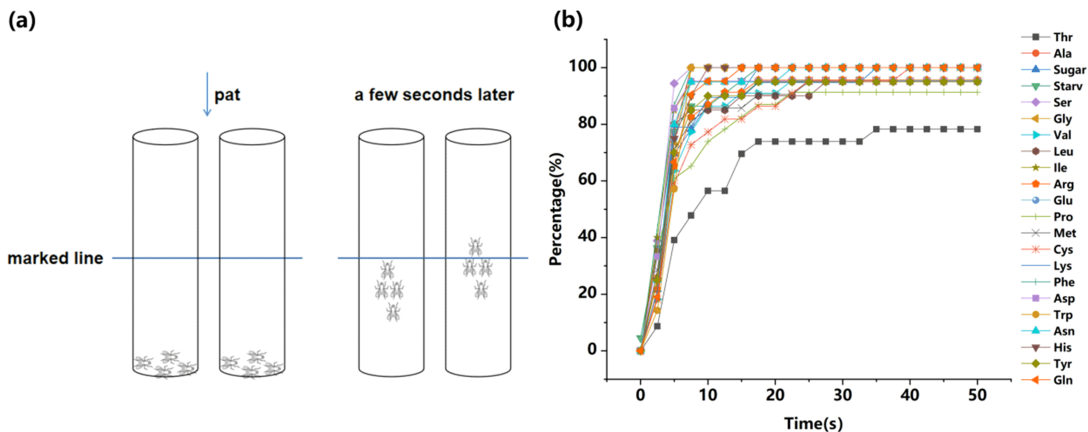 (a)
pat
a few seconds later
marked line
(b)
Percentage(%)
100
80
60
40
20
0
0 10 20 30 40 50
Time(s)
Thr
Ala
Sugar
Starv
Ser
Gly
Val
Leu
Ile
Arg
Glu
Pro
Met
Cys
Lys
Phe
Asp
Trp
Asn
His
Tyr
Gln